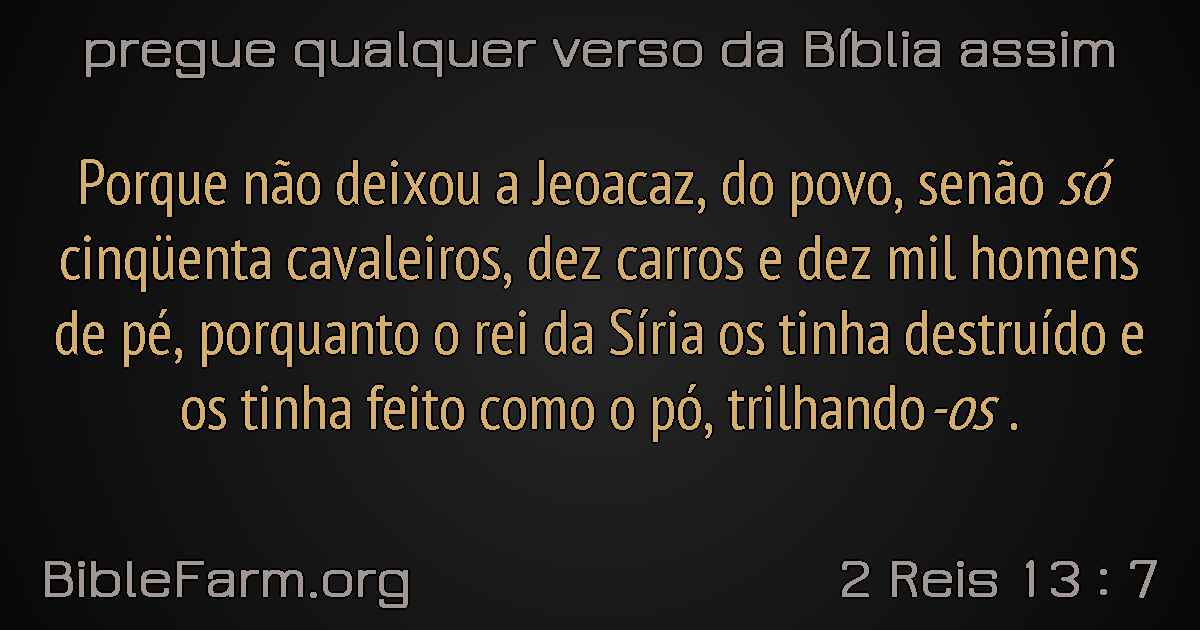 pregue qualquer verso da Bíblia assim
Porque não deixou a Jeoacaz, do povo, senão só
cinqüenta cavaleiros, dez carros e dez mil homens
de pé, porquanto o rei da Síria os tinha destruído e
os tinha feito como o pó, trilhando-os .
BibleFarm.org
2 Reis 13 : 7